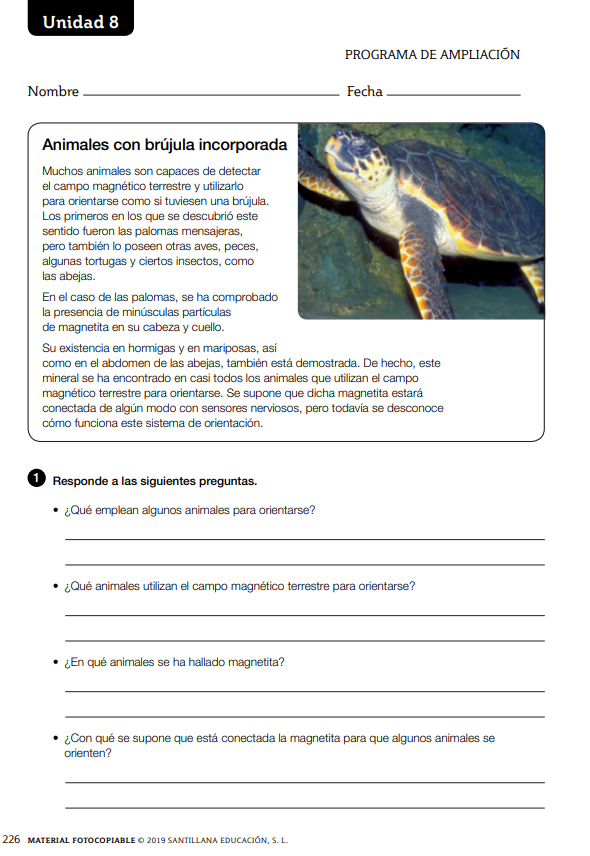 Unidad 8
PROGRAMA DE AMPLIACIÓN
Nombre
Fecha
Animales con brújula incorporada
Muchos animales son capaces de detectar
el campo magnético terrestre y utilizarlo
para orientarse como si tuviesen una brújula.
Los primeros en los que se descubrió este
sentido fueron las palomas mensajeras,
pero también lo poseen otras aves, peces,
algunas tortugas y ciertos insectos, como
las abejas.
En el caso de las palomas, se ha comprobado
la presencia de minúsculas partículas
de magnetita en su cabeza y cuello.
Su existencia en hormigas y en mariposas, así
como en el abdomen de las abejas, también está demostrada. De hecho, este
mineral se ha encontrado en casi todos los animales que utilizan el campo
magnético terrestre para orientarse. Se supone que dicha magnetita estará
conectada de algún modo con sensores nerviosos, pero todavía se desconoce
cómo funciona este sistema de orientación.
1 Responde a las siguientes preguntas.
• ¿Qué emplean algunos animales para orientarse?
• ¿Qué animales utilizan el campo magnético terrestre para orientarse?
• ¿En qué animales se ha hallado magnetita?
• ¿Con qué se supone que está conectada la magnetita para que algunos animales se
orienten?
226 MATERIAL FOTOCOPIABLE © 2019 SANTILLANA EDUCACIÓN, S. L.